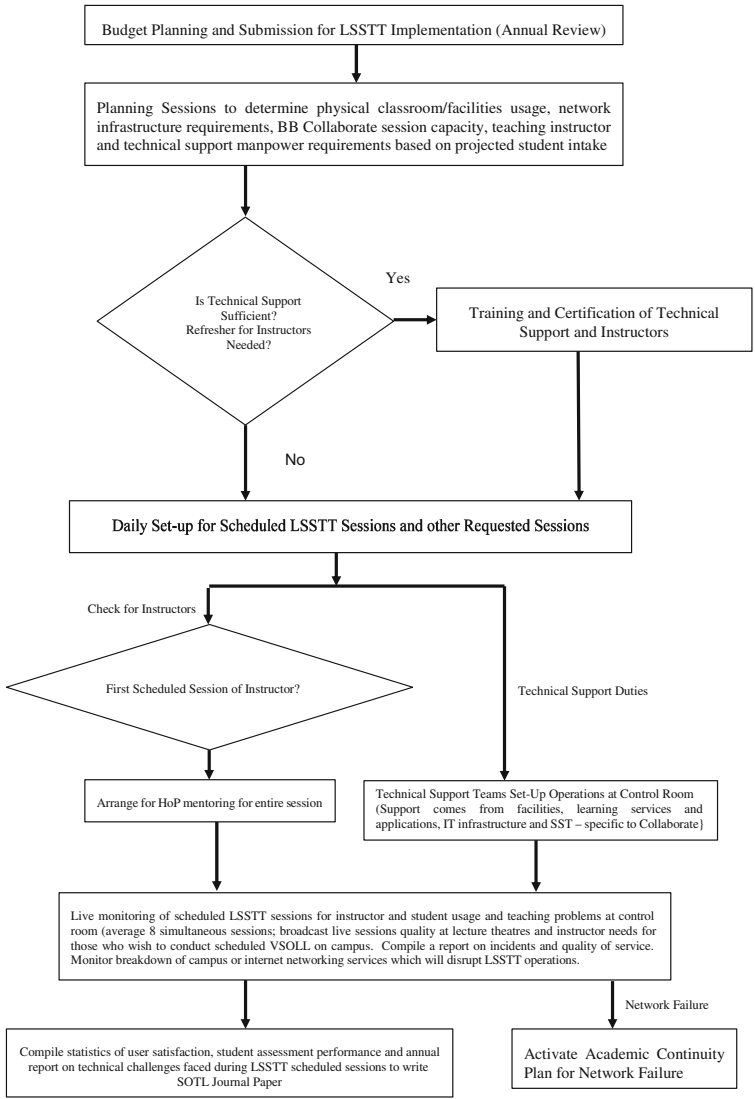 Budget Planning and Submission for LSSTT Implementation (Annual Review)
Planning Sessions to determine physical classroom/facilities usage, network
infrastructure requirements, BB Collaborate session capacity, teaching instructor
and technical support manpower requirements based on projected student intake
Is Technical Support
Sufficient?
Refresher for Instructors
Needed?
Yes
Training and Certification of Technical
Support and Instructors
No
Daily Set-up for Scheduled LSSTT Sessions and other Requested Sessions
Check for Instructors
First Scheduled Session of Instructor?
Technical Support Duties
Arrange for HoP mentoring for entire session
Technical Support Teams Set-Up Operations at Control Room
(Support comes from facilities, learning services and
applications, IT infrastructure and SST – specific to Collaborate}
Live monitoring of scheduled LSSTT sessions for instructor and student usage and teaching problems at control
room (average 8 simultaneous sessions; broadcast live sessions quality at lecture theatres and instructor needs for
those who wish to conduct scheduled VSOLL on campus. Compile a report on incidents and quality of service.
Monitor breakdown of campus or internet networking services which will disrupt LSSTT operations.
Network Failure
Compile statistics of user satisfaction, student assessment performance and annual
report on technical challenges faced during LSSTT scheduled sessions to write
SOTL Journal Paper
Activate Academic Continuity
Plan for Network Failure